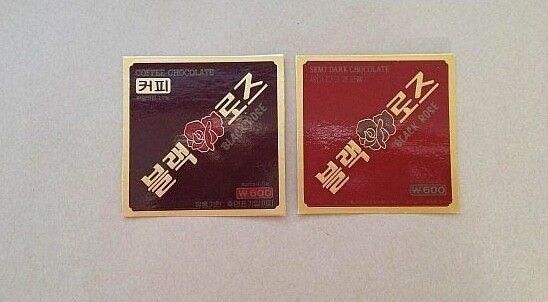 COFFEE CHOCOLATE
커피
블랙로즈
BLACK ROSE
₩600
SEMI DARK CHOCOLATE
블랙로즈
BLACK ROSE
₩600